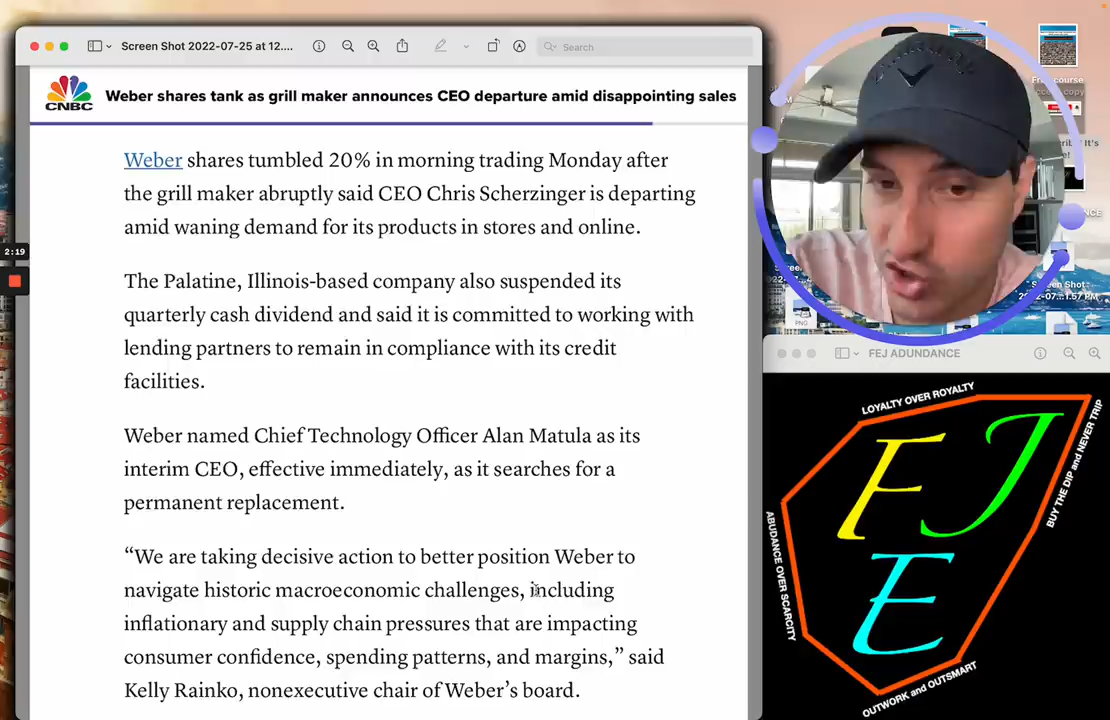 Screen Shot 2022-07-25 at 12....
Search
CNBC
Weber shares tank as grill maker announces CEO departure amid disappointing sales
Weber shares tumbled 20% in morning trading Monday after
the grill maker abruptly said CEO Chris Scherzinger is departing
amid waning demand for its products in stores and online.
The Palatine, Illinois-based company also suspended its
quarterly cash dividend and said it is committed to working with
lending partners to remain in compliance with its credit
facilities.
Weber named Chief Technology Officer Alan Matula as its
interim CEO, effective immediately, as it searches for a
permanent replacement.
“We are taking decisive action to better position Weber to
navigate historic macroeconomic challenges, including
inflationary and supply chain pressures that are impacting
consumer confidence, spending patterns, and margins,” said
Kelly Rainko, nonexecutive chair of Weber’s board.
2:19
PNG
FEJ ADUNDANCE
LOYALTY OVER ROYALTY
BUY THE DIP and NEVER TRIP
ABUDANCE OVER SCARCITY
OUTWORK and OUTSMART
F J
E